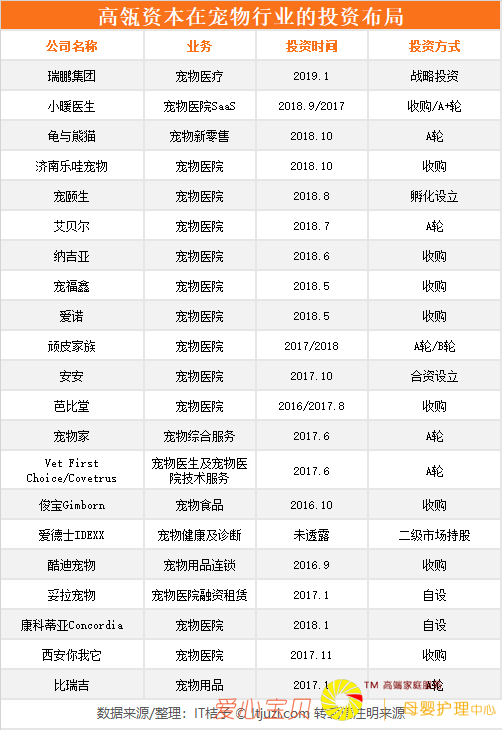 高瓴资本在宠物行业的投资布局
公司名称 业务 投资时间 投资方式
瑞鹏集团 宠物医疗 2019.1 战略投资
小暖医生 宠物医院SaaS 2018.9/2017 收购/A+轮
龟与熊猫 宠物新零售 2018.10 A轮
济南乐哇宠物 宠物医院 2018.10 收购
宠颐生 宠物医院 2018.8 孵化设立
艾贝尔 宠物医院 2018.7 A轮
纳吉亚 宠物医院 2018.6 收购
宠福鑫 宠物医院 2018.5 收购
爱诺 宠物医院 2018.5 收购
顽皮家族 宠物医院 2017/2018 A轮/B轮
安安 宠物医院 2017.10 合资设立
芭比堂 宠物医院 2016/2017.8 收购
宠物家 宠物综合服务 2017.6 A轮
Vet First
Choice/Covetrus 宠物医生及宠物医
院技术服务 2017.6 A轮
俊宝Gimborn 宠物食品 2016.10 收购
爱德士IDEXX 宠物健康及诊断 未透露 二级市场持股
酷迪宠物 宠物用品连锁 2016.9 收购
妥拉宠物 宠物医院融资租赁 2017.1 自设
康科蒂亚Concordia 宠物医院 2018.1 自设
西安你我它 宠物医院 2017.11 收购
比瑞吉 宠物用品 2017.1 A轮
TM 高端家庭服
爱心宝贝 母婴护理中心
数据来源/整理：IT桔子 © itjuzi.com 转 注明来源